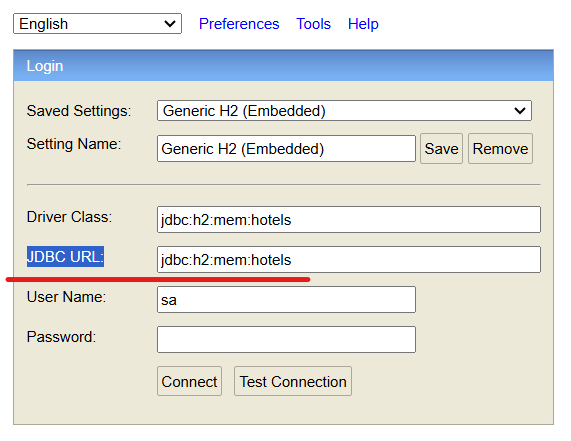 English Preferences Tools Help
Login
Saved Settings: Generic H2 (Embedded)
Setting Name: Generic H2 (Embedded) Save Remove
Driver Class: jdbc:h2:mem:hotels
JDBC URL: jdbc:h2:mem:hotels
User Name: sa
Password:
Connect Test Connection